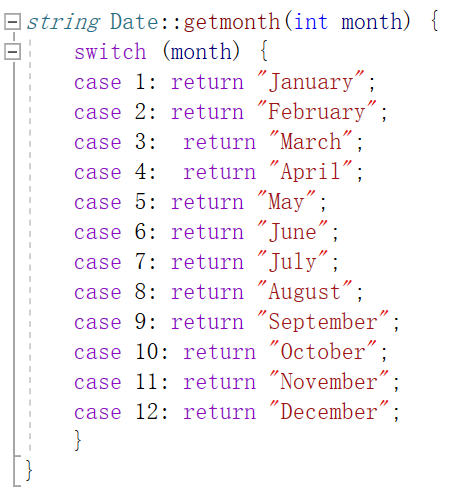 string Date::getmonth(int month) {
switch (month) {
case 1: return "January";
case 2: return "February";
case 3:  return "March";
case 4:  return "April";
case 5: return "May";
case 6: return "June";
case 7: return "July";
case 8: return "August";
case 9: return "September";
case 10: return "October";
case 11: return "November";
case 12: return "December";
}
}